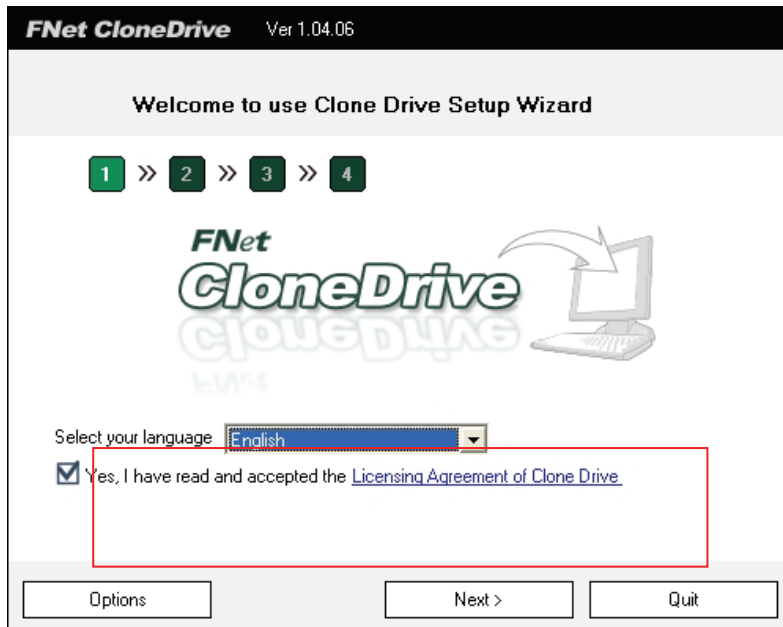 FNet CloneDrive Ver 1.04.06
Welcome to use Clone Drive Setup Wizard
1 » 2 » 3 » 4
FNet
CloneDrive
Select your language English
Yes, I have read and accepted the Licensing Agreement of Clone Drive
Options Next > Quit